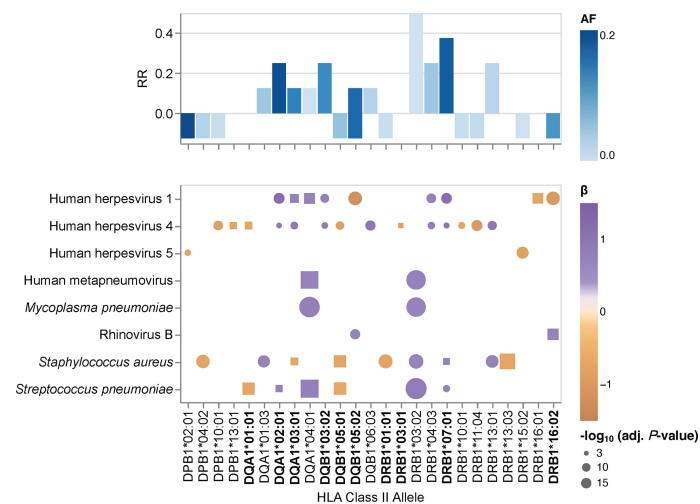 AF
0.4
0.2
0.0
RR
0.2
0.0
Human herpesvirus 1
Human herpesvirus 4
Human herpesvirus 5
Human metapneumovirus
Mycoplasma pneumoniae
Rhinovirus B
Staphylococcus aureus
Streptococcus pneumoniae
β
1
0
−1
-log10 (adj. P-value)
3
10
15
DPB1*02:01
DPB1*04:02
DPB1*10:01
DPB1*13:01
DQA1*01:01
DQA1*01:03
DQA1*02:01
DQA1*03:01
DQA1*04:01
DQB1*03:02
DQB1*05:01
DQB1*05:02
DQB1*06:03
DRB1*01:01
DRB1*03:01
DRB1*03:02
DRB1*04:03
DRB1*07:01
DRB1*10:01
DRB1*11:04
DRB1*13:01
DRB1*13:03
DRB1*15:02
DRB1*16:01
DRB1*16:02
HLA Class II Allele